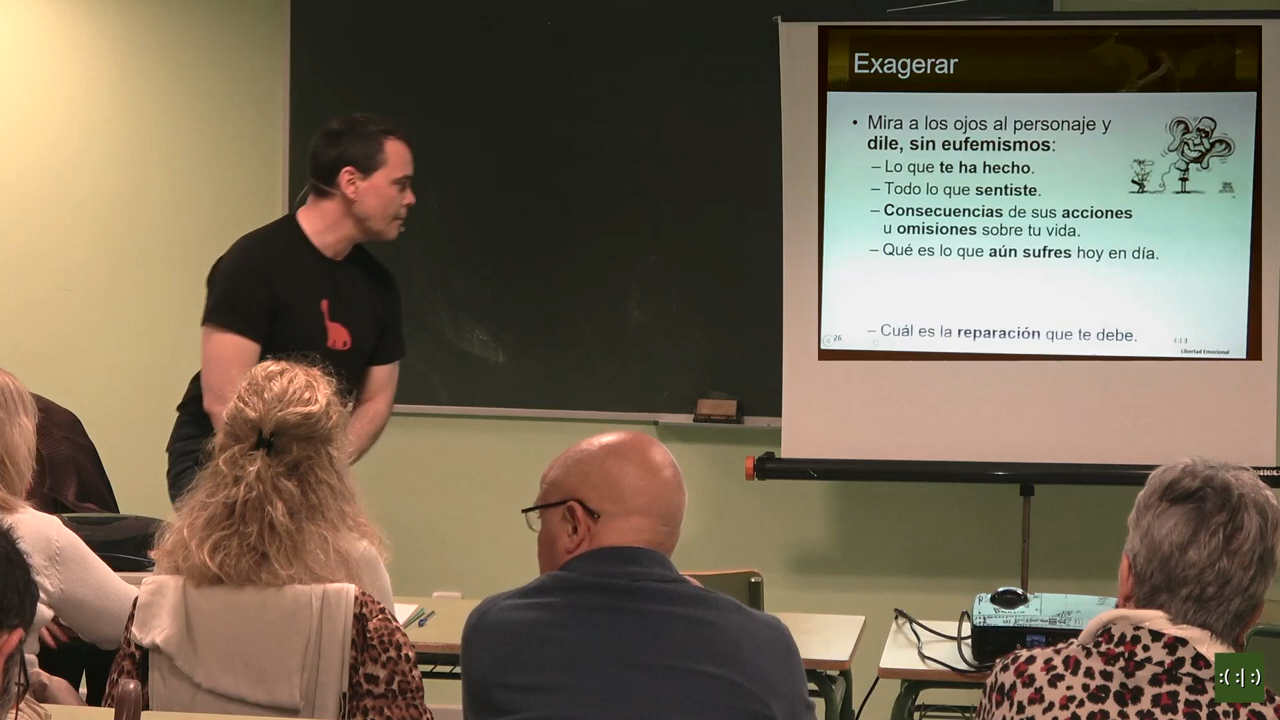 Exagerar
• Mira a los ojos al personaje y
dile, sin eufemismos:
– Lo que te ha hecho.
– Todo lo que sentiste.
– Consecuencias de sus acciones
u omisiones sobre tu vida.
– Qué es lo que aún sufres hoy en día.
– Cuál es la reparación que te debe.
26
Libertad Emocional
:( :| :)